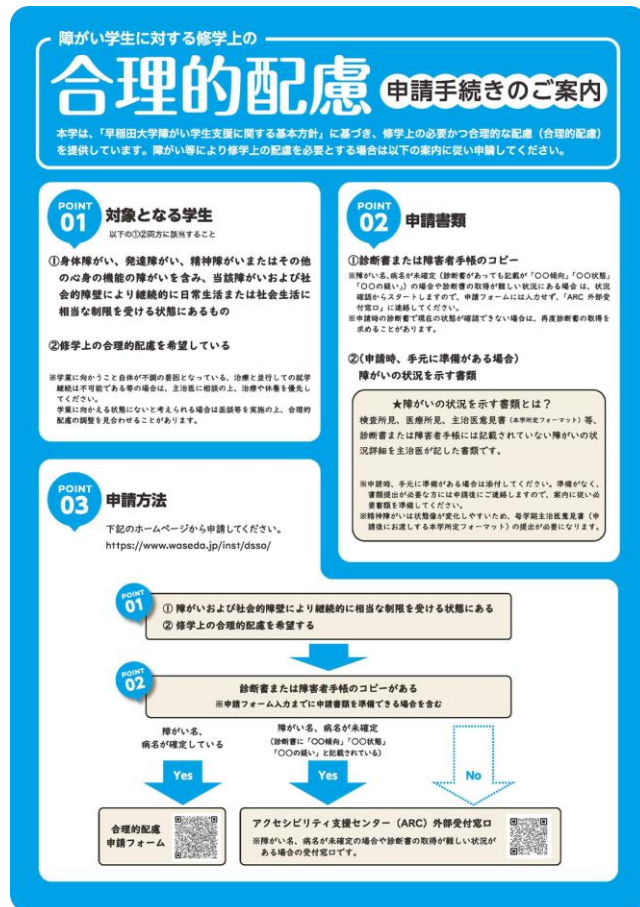 障がい学生に対する修学上の
合理的配慮 申請手続きのご案内
本学は、「早稲田大学障がい学生支援に関する基本方針」に基づき、修学上の必要かつ合理的な配慮（合理的配慮）
を提供しています。障がい等により修学上の配慮を必要とする場合は以下の案内に従い申請してください。
POINT
01
対象となる学生
以下の①②両方に該当すること
①身体障がい、発達障がい、精神障がいまたはその他
の心身の機能の障がいを含み、当該障がいおよび社
会的障壁により継続的に日常生活または社会生活に
相当な制限を受ける状態にあるもの
②修学上の合理的配慮を希望している
※学業に向かうこと自体が不調の要因となっている、治療と並行しての就学
継続は不可能である等の場合は、主治医に相談の上、治療や休養を優先し
てください。
学業に向かえる状態にないと考えられる場合は面談等を実施の上、合理的
配慮の調整を見合わせることがあります。
POINT
02
申請書類
①診断書または障害者手帳のコピー
※障がい名、病名が未確定（診断書があっても記載が「〇〇傾向」「〇〇状態」
「〇〇の疑い」）の場合や診断書の取得が難しい状況にある場合 は、状況
確認からスタートしますので、申請フォームには入力せず、「ARC 外部受
付窓口」に連絡してください。
※申請時の診断書で現在の状態が確認できない場合は、再度診断書の取得を
求めることがあります。
②（申請時、手元に準備がある場合）
障がいの状況を示す書類
★障がいの状況を示す書類とは？
検査所見、医療所見、主治医意見書（本学所定フォーマット）等、
診断書または障害者手帳には記載されていない障がいの状
況詳細を主治医が記した書類です。
※申請時、手元に準備がある場合は添付してください。準備がなく、
書類提出が必要な方には申請後にご連絡しますので、案内に従い必
要書類を準備してください。
※精神障がいは状態像が変化しやすいため、毎学期主治医意見書（申
請後にお渡しする本学所定フォーマット）の提出が必要になります。
POINT
03
申請方法
下記のホームページから申請してください。
https://www.waseda.jp/inst/dsso/
POINT
01
① 障がいおよび社会的障壁により継続的に相当な制限を受ける状態にある
② 修学上の合理的配慮を希望する
POINT
02
診断書または障害者手帳のコピーがある
※申請フォーム入力までに申請書類を準備できる場合を含む
障がい名、
病名が確定している
障がい名、病名が未確定
（診断書に「〇〇傾向」「〇〇状態」
「〇〇の疑い」と記載されている）
Yes
Yes
No
合理的配慮
申請フォーム
アクセシビリティ支援センター（ARC）外部受付窓口
※障がい名、病名が未確定の場合や診断書の取得が難しい状況が
ある場合の受付窓口です。